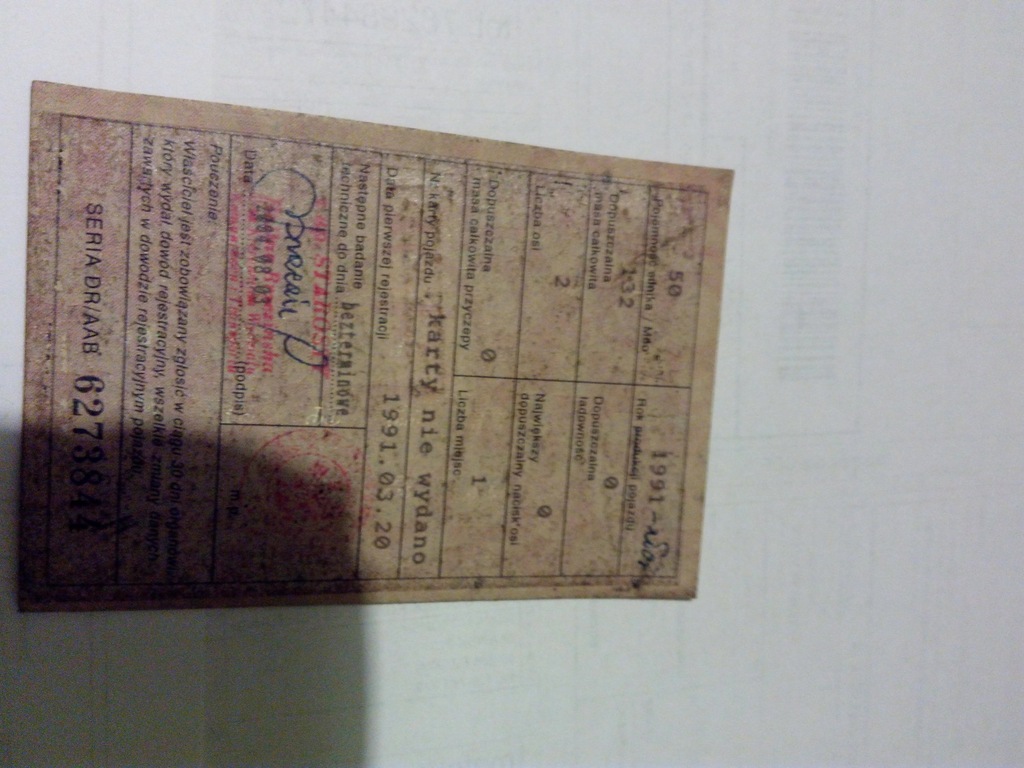 50
1991
Pojemność silnika / Mau
Rok produkcji pojazdu
132
0
Dopuszczalna
masa całkowita
Dopuszczalna
ładowność
2
0
Liczba osi
Największy
dopuszczalny nacisk osi
0
1
Dopuszczalna
masa całkowita przyczepy
Liczba miejsc
karty nie wydano
Nr karty pojazdu
1991.03.20
Data pierwszej rejestracji
Następne badanie
techniczne do dnia bezterminowe
STAROSTY
Data
(podpis)
m.p.
Pouczenie:
Właściciel jest zobowiązany zgłosić w ciągu 30 dni organowi,
który wydał dowód rejestracyjny, wszelkie zmiany danych
zawartych w dowodzie rejestracyjnym pojazdu.
SERIA DR/AAB 6273844